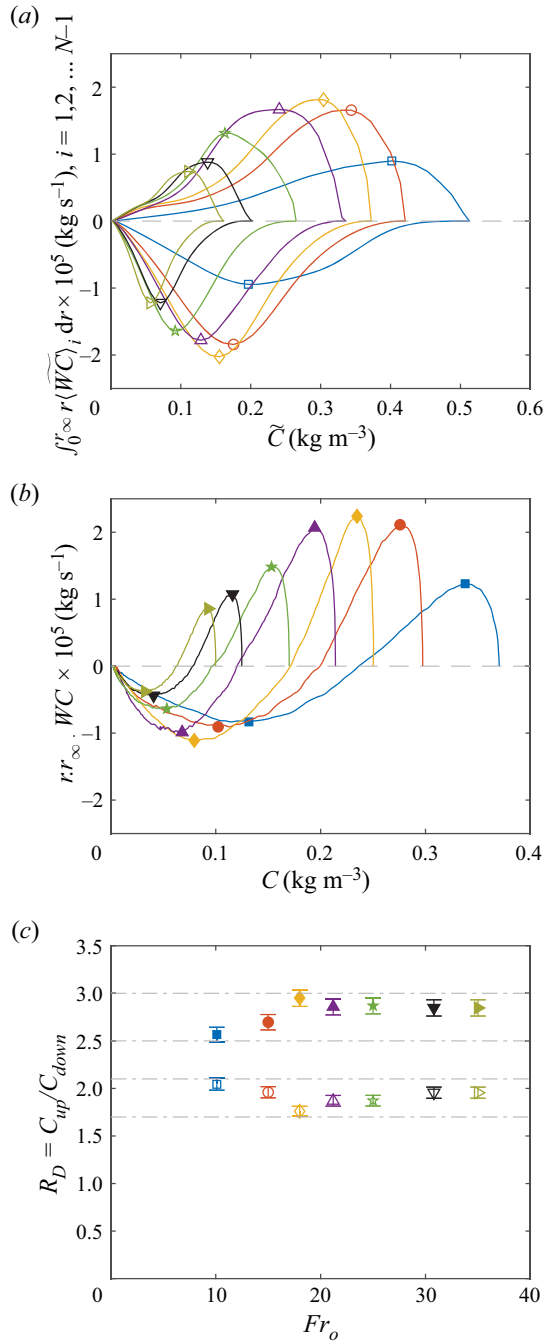 (a)
∫₀^r∞ r⟨W̃C⟩ᵢ dr × 10⁵ (kg s⁻¹), i = 1,2, ... N–1
2
1
0
–1
–2
0 0.1 0.2 0.3 0.4 0.5 0.6
C̃ (kg m⁻³)
(b)
r.r∞ . WC × 10⁵ (kg s⁻¹)
2
1
0
–1
–2
0 0.1 0.2 0.3 0.4
C (kg m⁻³)
(c)
R_D = C_up/C_down
3.5
3.0
2.5
2.0
1.5
1.0
0.5
0 10 20 30 40
Fr_o